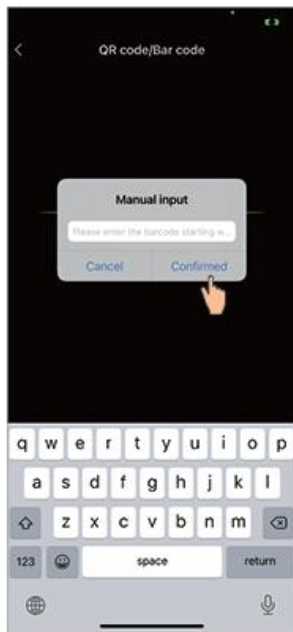 QR code/Bar code
Manual input
Please enter the barcode starting w...
Cancel Confirmed
q w e r t y u i o p
a s d f g h j k l
z x c v b n m
123 space return